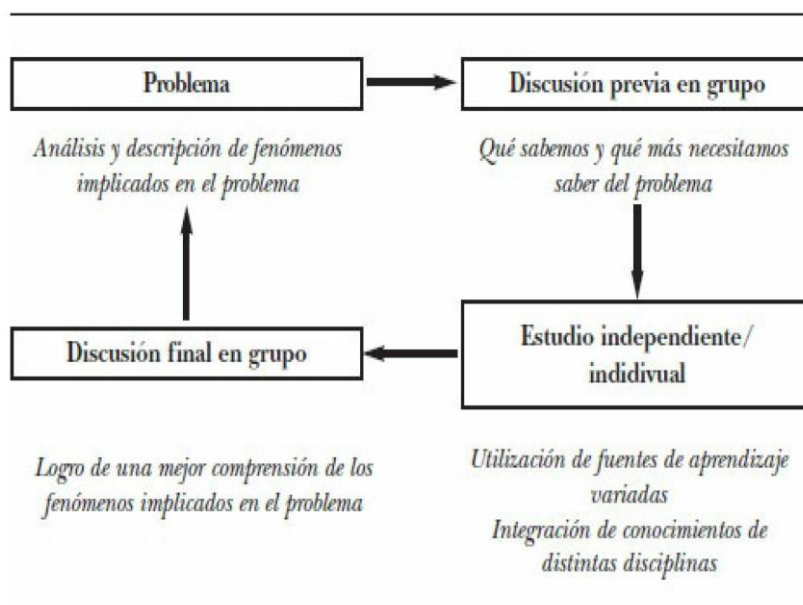 Problema
Análisis y descripción de fenómenos
implicados en el problema
Discusión previa en grupo
Qué sabemos y qué más necesitamos
saber del problema
Estudio independiente/
indidivual
Utilización de fuentes de aprendizaje
variadas
Integración de conocimientos de
distintas disciplinas
Discusión final en grupo
Logro de una mejor comprensión de los
fenómenos implicados en el problema